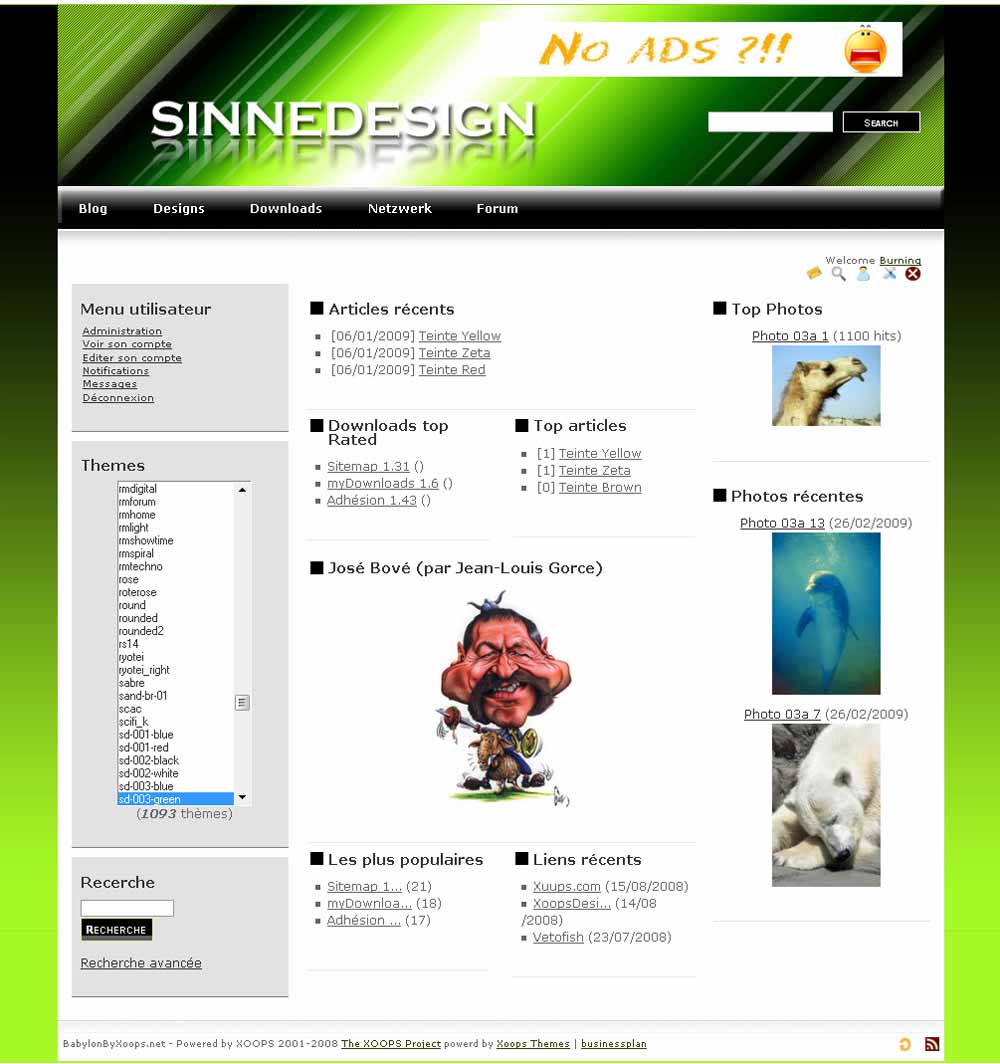 No ADS ?!!
SINNEDESIGN
SEARCH
Blog Designs Downloads Netzwerk Forum
Welcome Burning
Menu utilisateur
Administration
Voir son compte
Editer son compte
Notifications
Messages
Déconnexion
Themes
rmdigital
rmforum
rmhome
rmlight
rmshowtime
rmspiral
rmtechno
rose
roterose
round
rounded
rounded2
rs14
ryotei
ryotei_right
sabre
sand-br-01
scac
scifi_k
sd-001-blue
sd-001-red
sd-002-black
sd-002-white
sd-003-blue
sd-003-green
(1093 thèmes)
Recerche
RECHERCHE
Recherche avancée
Articles récents
[06/01/2009] Teinte Yellow
[06/01/2009] Teinte Zeta
[06/01/2009] Teinte Red
Downloads top
Rated
Sitemap 1.31 ()
myDownloads 1.6 ()
Adhésion 1.43 ()
Top articles
[1] Teinte Yellow
[1] Teinte Zeta
[0] Teinte Brown
José Bové (par Jean-Louis Gorce)
Les plus populaires
Sitemap 1... (21)
myDownloa... (18)
Adhésion ... (17)
Liens récents
Xuups.com (15/08/2008)
XoopsDesi... (14/08
/2008)
Vetofish (23/07/2008)
Top Photos
Photo 03a 1 (1100 hits)
Photos récentes
Photo 03a 13 (26/02/2009)
Photo 03a 7 (26/02/2009)
BabylonByXoops.net - Powered by XOOPS 2001-2008 The XOOPS Project powerd by Xoops Themes | businessplan